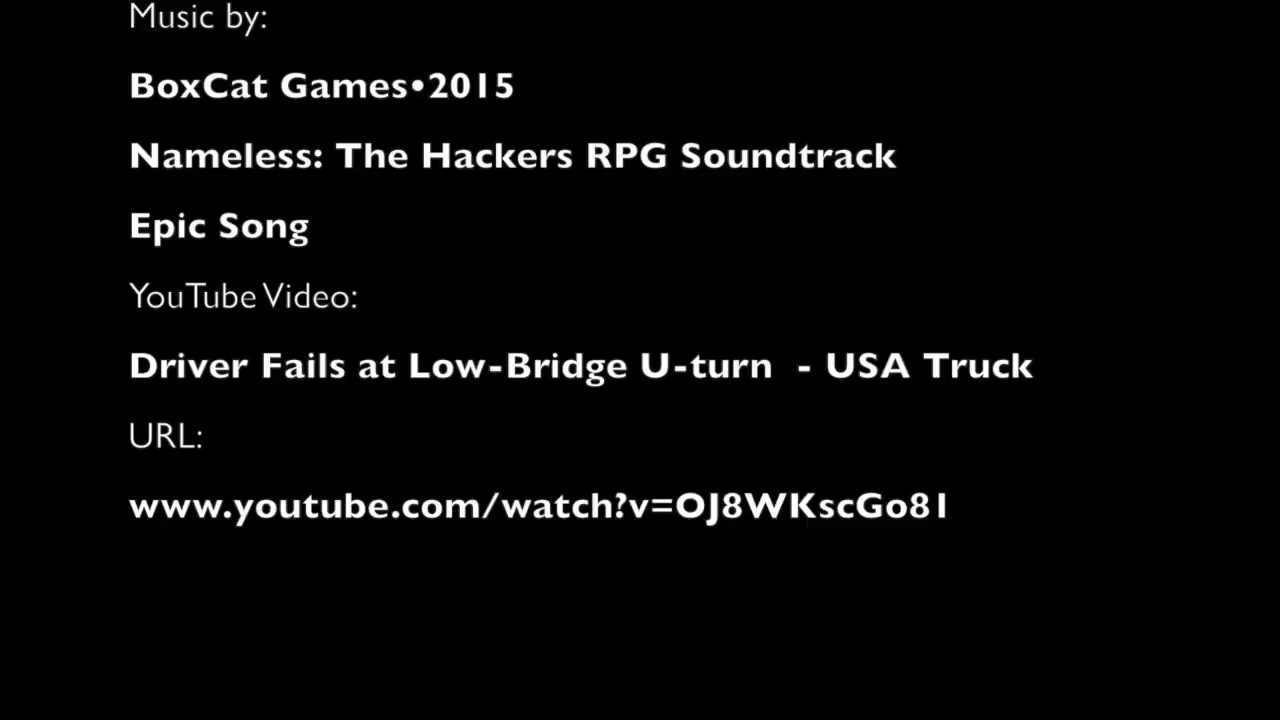 Music by:
BoxCat Games•2015
Nameless: The Hackers RPG Soundtrack
Epic Song
YouTube Video:
Driver Fails at Low-Bridge U-turn  - USA Truck
URL:
www.youtube.com/watch?v=OJ8WKscGo81